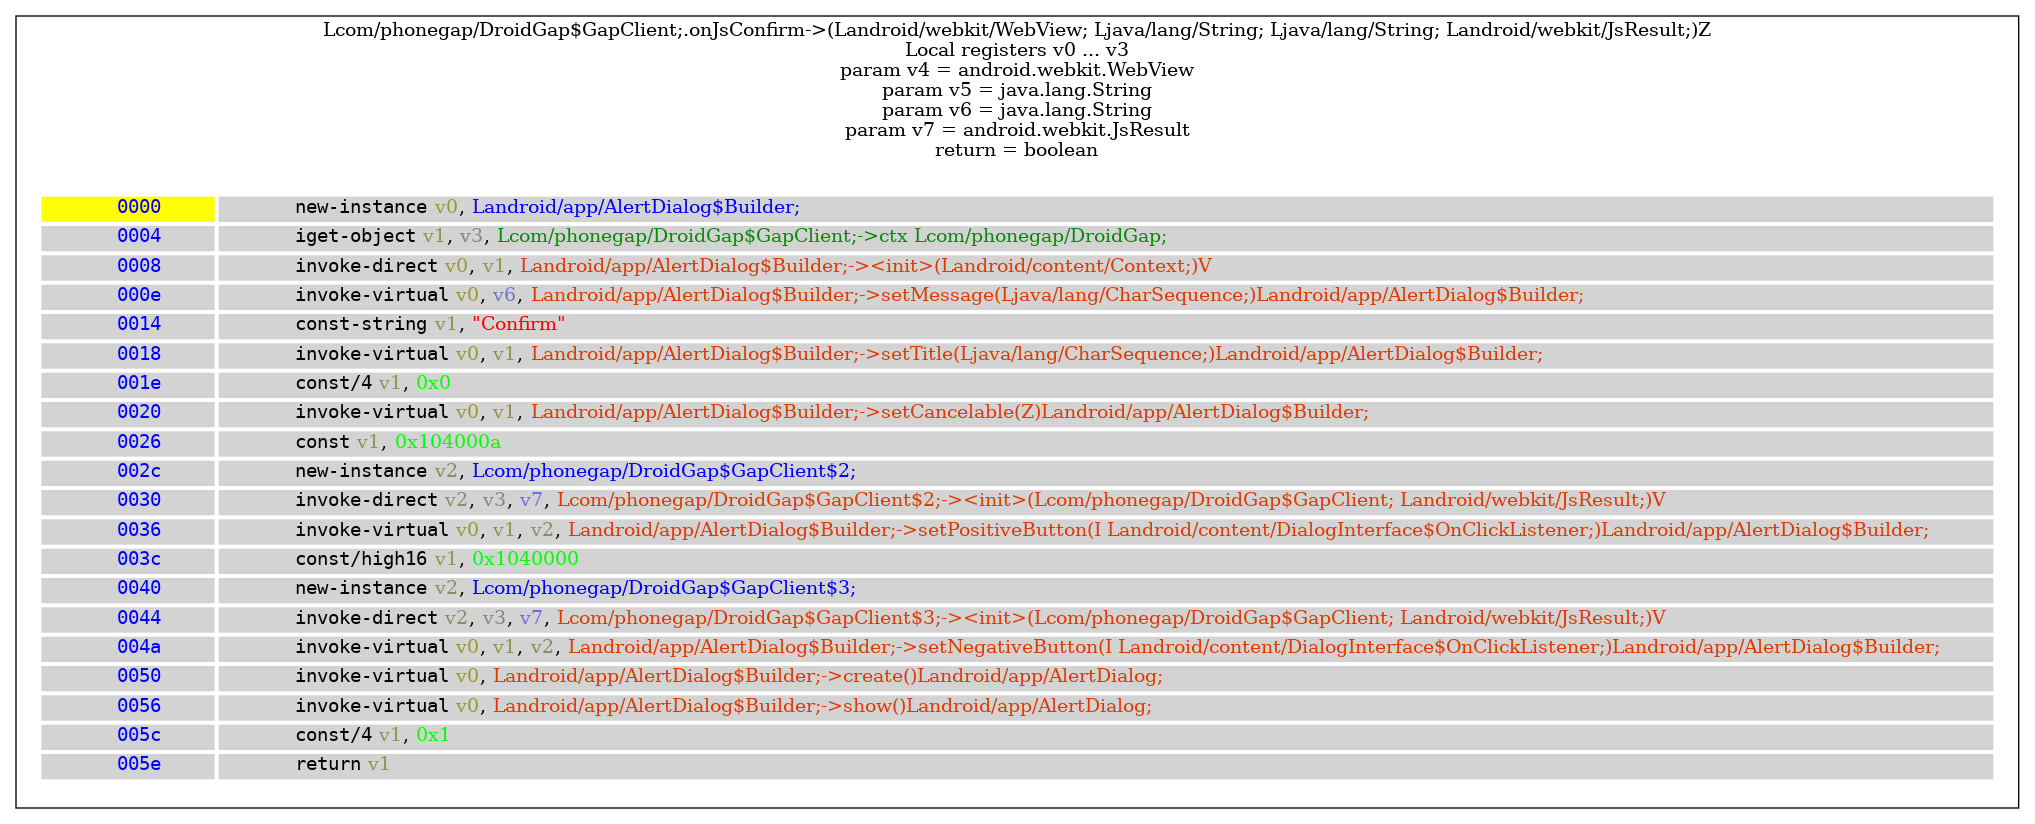 Lcom/phonegap/DroidGap$GapClient;.onJsConfirm->(Landroid/webkit/WebView; Ljava/lang/String; Ljava/lang/String; Landroid/webkit/JsResult;)Z
Local registers v0 ... v3
param v4 = android.webkit.WebView
param v5 = java.lang.String
param v6 = java.lang.String
param v7 = android.webkit.JsResult
return = boolean
0000 new-instance v0, Landroid/app/AlertDialog$Builder;
0004 iget-object v1, v3, Lcom/phonegap/DroidGap$GapClient;->ctx Lcom/phonegap/DroidGap;
0008 invoke-direct v0, v1, Landroid/app/AlertDialog$Builder;-><init>(Landroid/content/Context;)V
000e invoke-virtual v0, v6, Landroid/app/AlertDialog$Builder;->setMessage(Ljava/lang/CharSequence;)Landroid/app/AlertDialog$Builder;
0014 const-string v1, "Confirm"
0018 invoke-virtual v0, v1, Landroid/app/AlertDialog$Builder;->setTitle(Ljava/lang/CharSequence;)Landroid/app/AlertDialog$Builder;
001e const/4 v1, 0x0
0020 invoke-virtual v0, v1, Landroid/app/AlertDialog$Builder;->setCancelable(Z)Landroid/app/AlertDialog$Builder;
0026 const v1, 0x104000a
002c new-instance v2, Lcom/phonegap/DroidGap$GapClient$2;
0030 invoke-direct v2, v3, v7, Lcom/phonegap/DroidGap$GapClient$2;-><init>(Lcom/phonegap/DroidGap$GapClient; Landroid/webkit/JsResult;)V
0036 invoke-virtual v0, v1, v2, Landroid/app/AlertDialog$Builder;->setPositiveButton(I Landroid/content/DialogInterface$OnClickListener;)Landroid/app/AlertDialog$Builder;
003c const/high16 v1, 0x1040000
0040 new-instance v2, Lcom/phonegap/DroidGap$GapClient$3;
0044 invoke-direct v2, v3, v7, Lcom/phonegap/DroidGap$GapClient$3;-><init>(Lcom/phonegap/DroidGap$GapClient; Landroid/webkit/JsResult;)V
004a invoke-virtual v0, v1, v2, Landroid/app/AlertDialog$Builder;->setNegativeButton(I Landroid/content/DialogInterface$OnClickListener;)Landroid/app/AlertDialog$Builder;
0050 invoke-virtual v0, Landroid/app/AlertDialog$Builder;->create()Landroid/app/AlertDialog;
0056 invoke-virtual v0, Landroid/app/AlertDialog$Builder;->show()Landroid/app/AlertDialog;
005c const/4 v1, 0x1
005e return v1